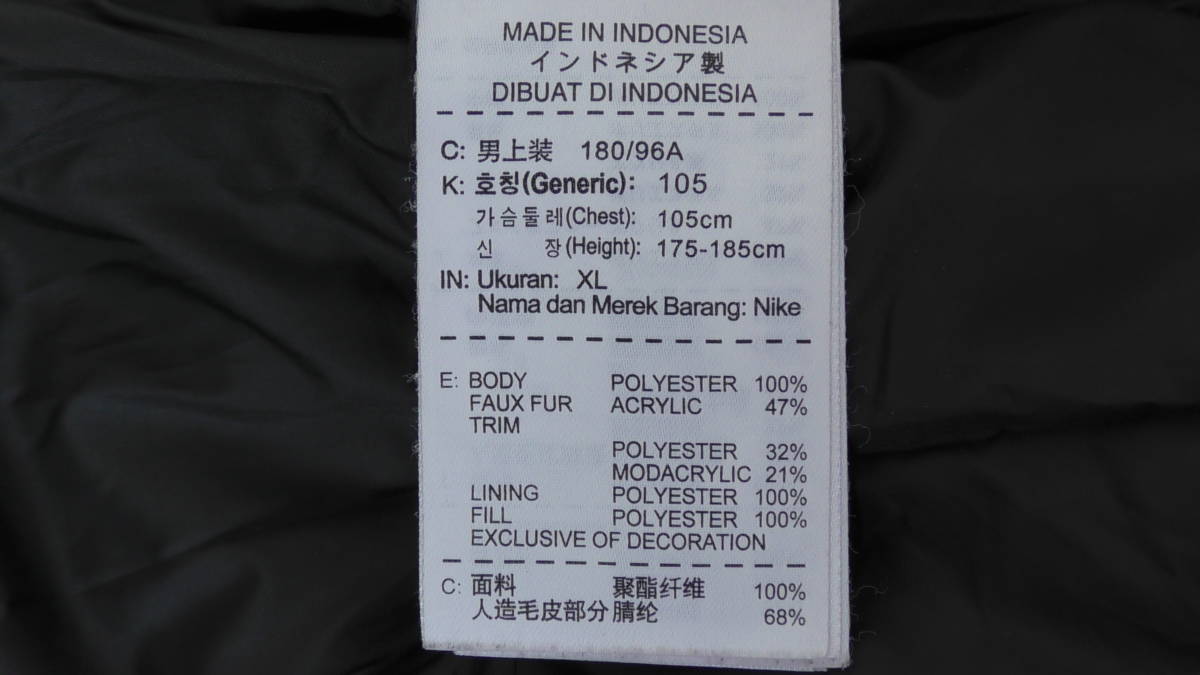 MADE IN INDONESIA
インドネシア製
DIBUAT DI INDONESIA
C: 男上装 180/96A
K: 호칭(Generic): 105
가슴둘레(Chest): 105cm
신 장(Height): 175-185cm
IN: Ukuran: XL
Nama dan Merek Barang: Nike
E: BODY POLYESTER 100%
FAUX FUR ACRYLIC 47%
TRIM
POLYESTER 32%
MODACRYLIC 21%
LINING POLYESTER 100%
FILL POLYESTER 100%
EXCLUSIVE OF DECORATION
C: 面料 聚酯纤维 100%
人造毛皮部分 腈纶 68%